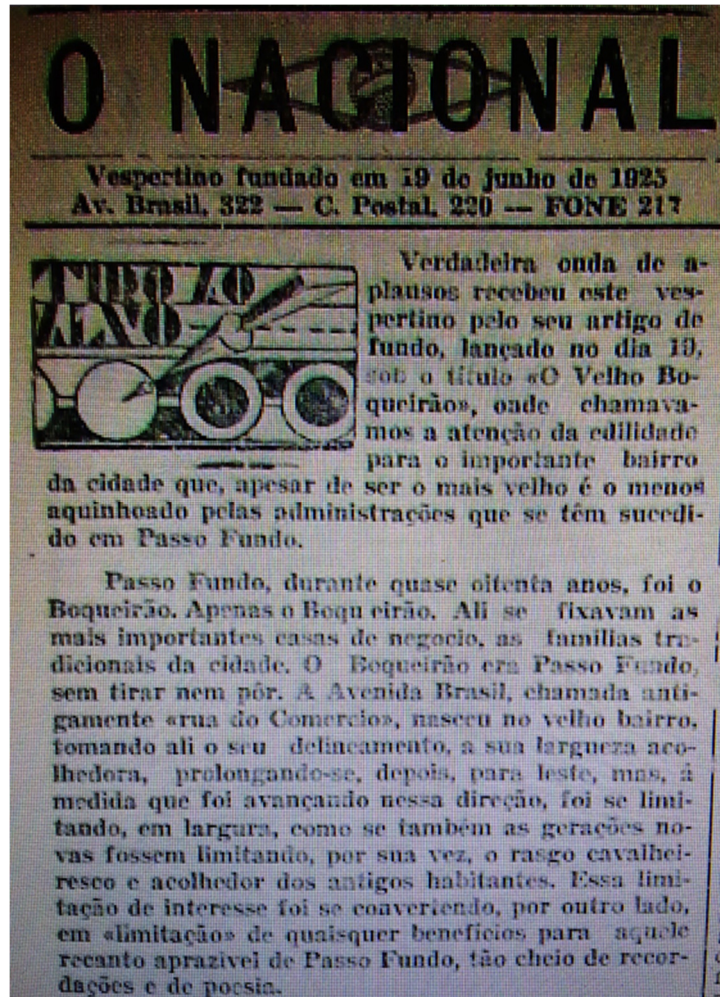 O NACIONAL
Vespertino fundado em 19 de junho de 1925
Av. Brasil, 322 — C. Postal, 220 — FONE 217
TIRO AO
ALVO
Verdadeira onda de a-
plausos recebeu este ves-
pertino pelo seu artigo de
fundo, lançado no dia 19,
sob o titulo «O Velho Bo-
queirão», onde chamava-
mos a atenção da edilidade
para o importante bairro
da cidade que, apesar de ser o mais velho é o menos
aquinhoado pelas administrações que se têm sucedi-
do em Passo Fundo.
Passo Fundo, durante quase oitenta anos, foi o
Boqueirão. Apenas o Boqu eirão. Ali se fixavam as
mais importantes casas de negocio, as familias tra-
dicionais da cidade. O Boqueirão era Passo Fundo,
sem tirar nem pôr. A Avenida Brasil, chamada anti-
gamente «rua do Comercio», nasceu no velho bairro,
tomando ali o seu delineamento, a sua largueza aco-
lhedora, prolongando-se, depois, para leste, mas, á
medida que foi avançando nessa direção, foi se limi-
tando, em largura, como se também as gerações no-
vas fossem limitando, por sua vez, o rasgo cavalhei-
resco e acolhedor dos antigos habitantes. Essa limi-
tação de interesse foi se convertendo, por outro lado,
em «limitação» de quaisquer beneficios para aquele
recanto aprazivel de Passo Fundo, tão cheio de recor-
dações e de poesia.